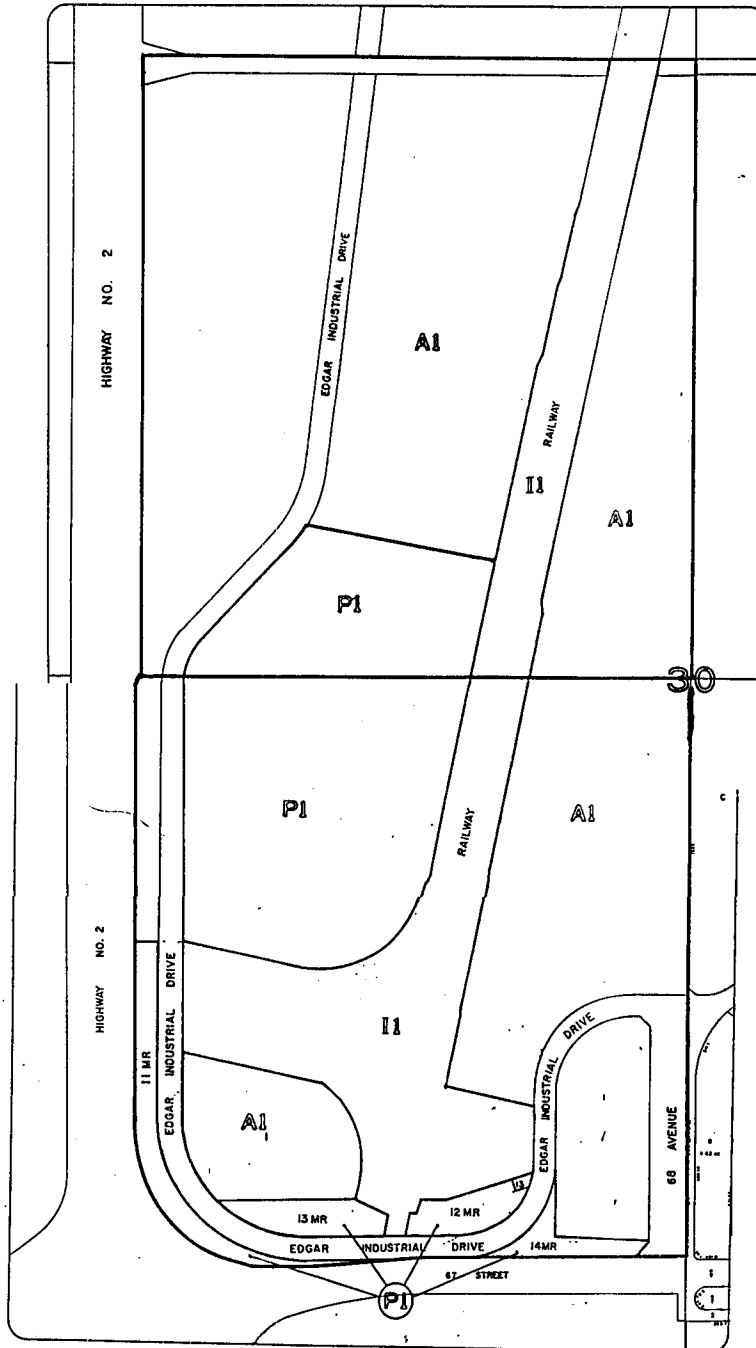 HIGHWAY NO. 2
EDGAR INDUSTRIAL DRIVE
A1
RAILWAY
I1
A1
P1
30
P1
A1
RAILWAY
C
HIGHWAY NO. 2
11 MR
EDGAR INDUSTRIAL DRIVE
I1
EDGAR INDUSTRIAL DRIVE
A1
68 AVENUE
13
13 MR
12 MR
EDGAR INDUSTRIAL DRIVE
14MR
67 STREET
P1